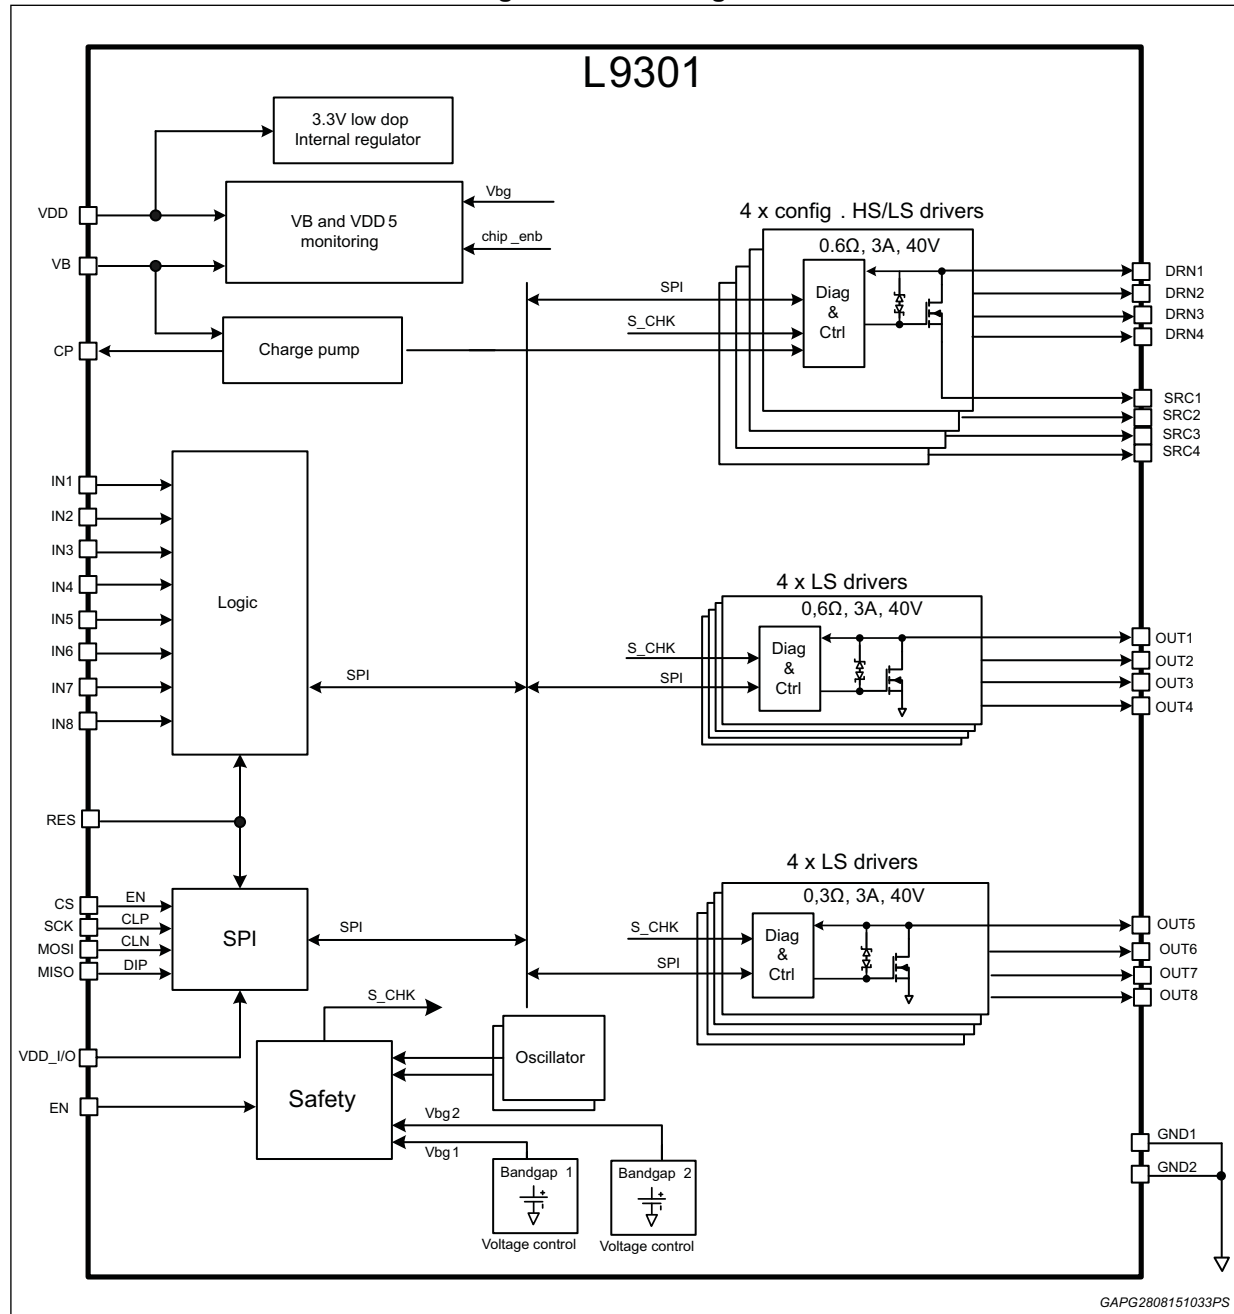 L9301
3.3V low dop
Internal regulator
VDD
VB and VDD 5
monitoring
Vbg
chip _enb
VB
CP
Charge pump
4 x config . HS/LS drivers
0.6Ω, 3A, 40V
SPI
S_CHK
Diag
&
Ctrl
DRN1
DRN2
DRN3
DRN4
SRC1
SRC2
SRC3
SRC4
IN1
IN2
IN3
IN4
IN5
IN6
IN7
IN8
Logic
SPI
4 x LS drivers
0,6Ω, 3A, 40V
S_CHK
SPI
Diag
&
Ctrl
OUT1
OUT2
OUT3
OUT4
RES
CS
SCK
MOSI
MISO
EN
CLP
CLN
DIP
SPI
SPI
4 x LS drivers
0,3Ω, 3A, 40V
S_CHK
SPI
Diag
&
Ctrl
OUT5
OUT6
OUT7
OUT8
VDD_I/O
EN
S_CHK
Safety
Oscillator
Vbg 2
Vbg 1
Bandgap 1
Voltage control
Bandgap 2
Voltage control
GND1
GND2
GAPG2808151033PS